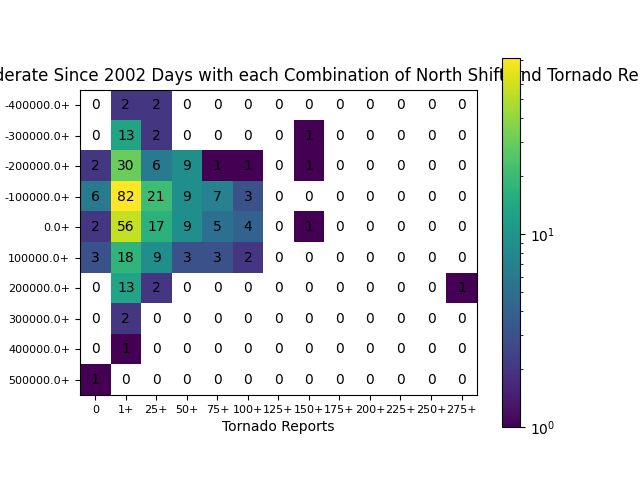 Since 2002 Days with each Combination of North Shift and Tornado
-400000.0+ 0 2 2 0 0 0 0 0 0 0 0 0 0
-300000.0+ 0 13 2 0 0 0 0 1 0 0 0 0 0
-200000.0+ 2 30 6 9 1 1 0 1 0 0 0 0 0
-100000.0+ 6 82 21 9 7 3 0 0 0 0 0 0 0
0.0+ 2 56 17 9 5 4 0 1 0 0 0 0 0
100000.0+ 3 18 9 3 3 2 0 0 0 0 0 0 0
200000.0+ 0 13 2 0 0 0 0 0 0 0 0 0 1
300000.0+ 0 2 0 0 0 0 0 0 0 0 0 0 0
400000.0+ 0 1 0 0 0 0 0 0 0 0 0 0 0
500000.0+ 1 0 0 0 0 0 0 0 0 0 0 0 0
0 1+ 25+ 50+ 75+ 100+ 125+ 150+ 175+ 200+ 225+ 250+ 275+
Tornado Reports
10¹
10⁰